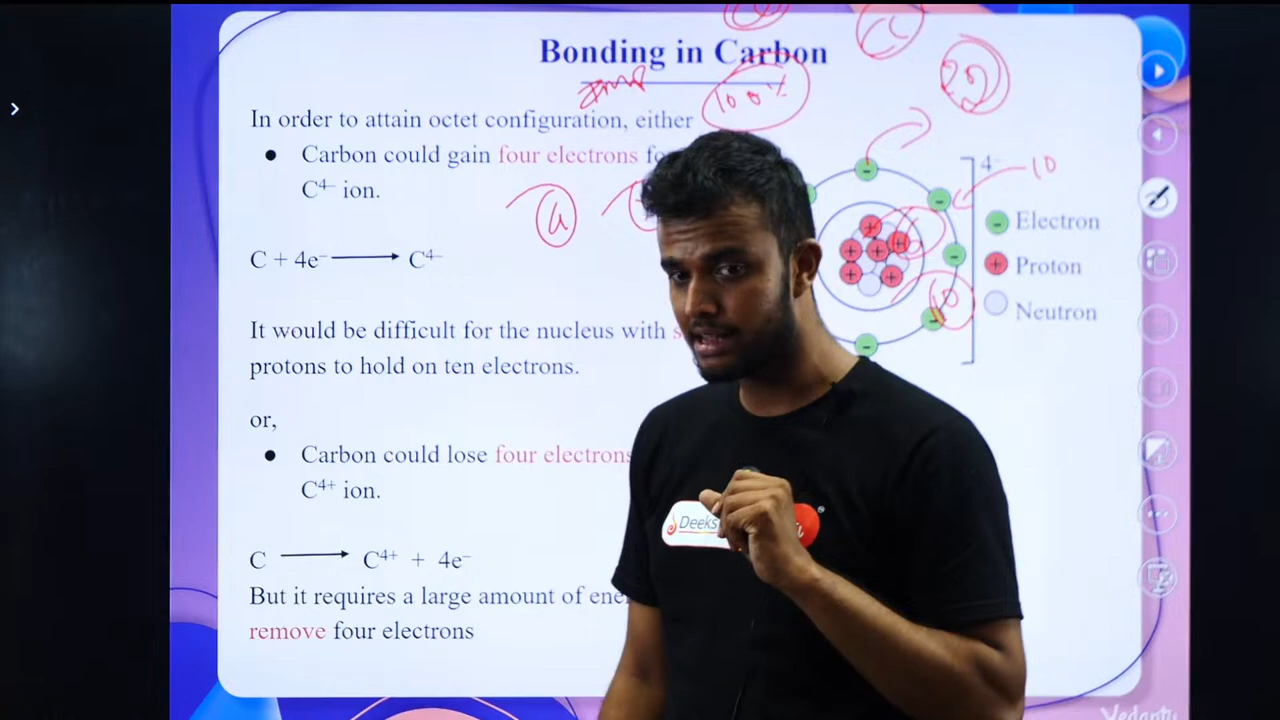 Bonding in Carbon
Imp
100%
In order to attain octet configuration, either
• Carbon could gain four electrons
C⁴⁻ ion.
C + 4e⁻ ⟶ C⁴⁻
4-
10
Electron
Proton
Neutron
10
It would be difficult for the nucleus with
protons to hold on ten electrons.
or,
• Carbon could lose four electrons
C⁴⁺ ion.
C ⟶ C⁴⁺ + 4e⁻
But it requires a large amount of
remove four electrons
Deeks
Vedantu